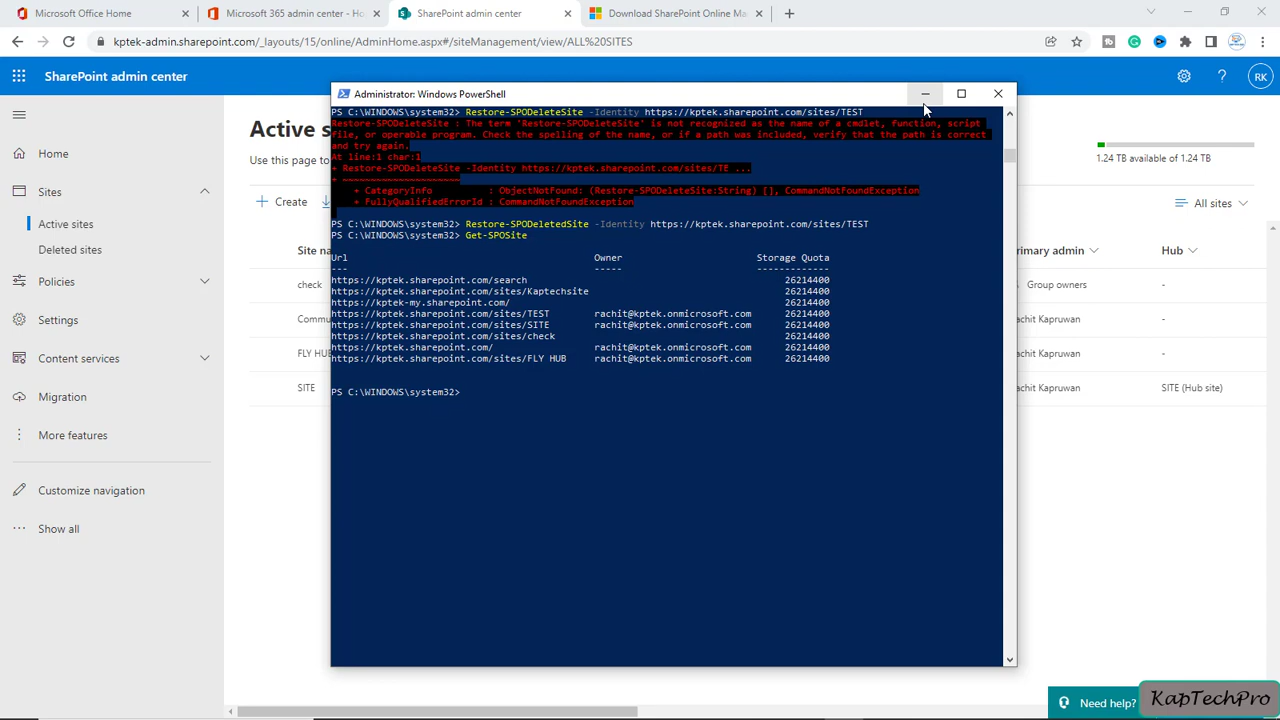 Microsoft Office Home
Microsoft 365 admin center - Ho
SharePoint admin center
Download SharePoint Online Ma
kptek-admin.sharepoint.com/_layouts/15/online/AdminHome.aspx#/siteManagement/view/ALL%20SITES
SharePoint admin center
RK
Administrator: Windows PowerShell
PS C:\WINDOWS\system32> Restore-SPODeleteSite -Identity https://kptek.sharepoint.com/sites/TEST
Restore-SPODeleteSite : The term 'Restore-SPODeleteSite' is not recognized as the name of a cmdlet, function, script
file, or operable program. Check the spelling of the name, or if a path was included, verify that the path is correct
and try again.
At line:1 char:1
+ Restore-SPODeleteSite -Identity https://kptek.sharepoint.com/sites/TE ...
+ ~~~~~~~~~~~~~~~~~~~~~
+ CategoryInfo : ObjectNotFound: (Restore-SPODeleteSite:String) [], CommandNotFoundException
+ FullyQualifiedErrorId : CommandNotFoundException
PS C:\WINDOWS\system32> Restore-SPODeletedSite -Identity https://kptek.sharepoint.com/sites/TEST
PS C:\WINDOWS\system32> Get-SPOSite
Url Owner Storage Quota
--- ----- -------------
https://kptek.sharepoint.com/search 26214400
https://kptek.sharepoint.com/sites/Kaptechsite 26214400
https://kptek-my.sharepoint.com/ 26214400
https://kptek.sharepoint.com/sites/TEST rachit@kptek.onmicrosoft.com 26214400
https://kptek.sharepoint.com/sites/SITE rachit@kptek.onmicrosoft.com 26214400
https://kptek.sharepoint.com/sites/check 26214400
https://kptek.sharepoint.com/ rachit@kptek.onmicrosoft.com 26214400
https://kptek.sharepoint.com/sites/FLY HUB rachit@kptek.onmicrosoft.com 26214400
PS C:\WINDOWS\system32>
Home
Sites
Active sites
Deleted sites
Policies
Settings
Content services
Migration
More features
Customize navigation
Show all
Active s
Use this page to
1.24 TB available of 1.18 TB
Create
All sites
Site na
Primary admin
Hub
check
Group owners
-
Commu
chit Kapruwan
-
FLY HUB
chit Kapruwan
-
SITE
chit Kapruwan
SITE (Hub site)
Need help?
KapTechPro